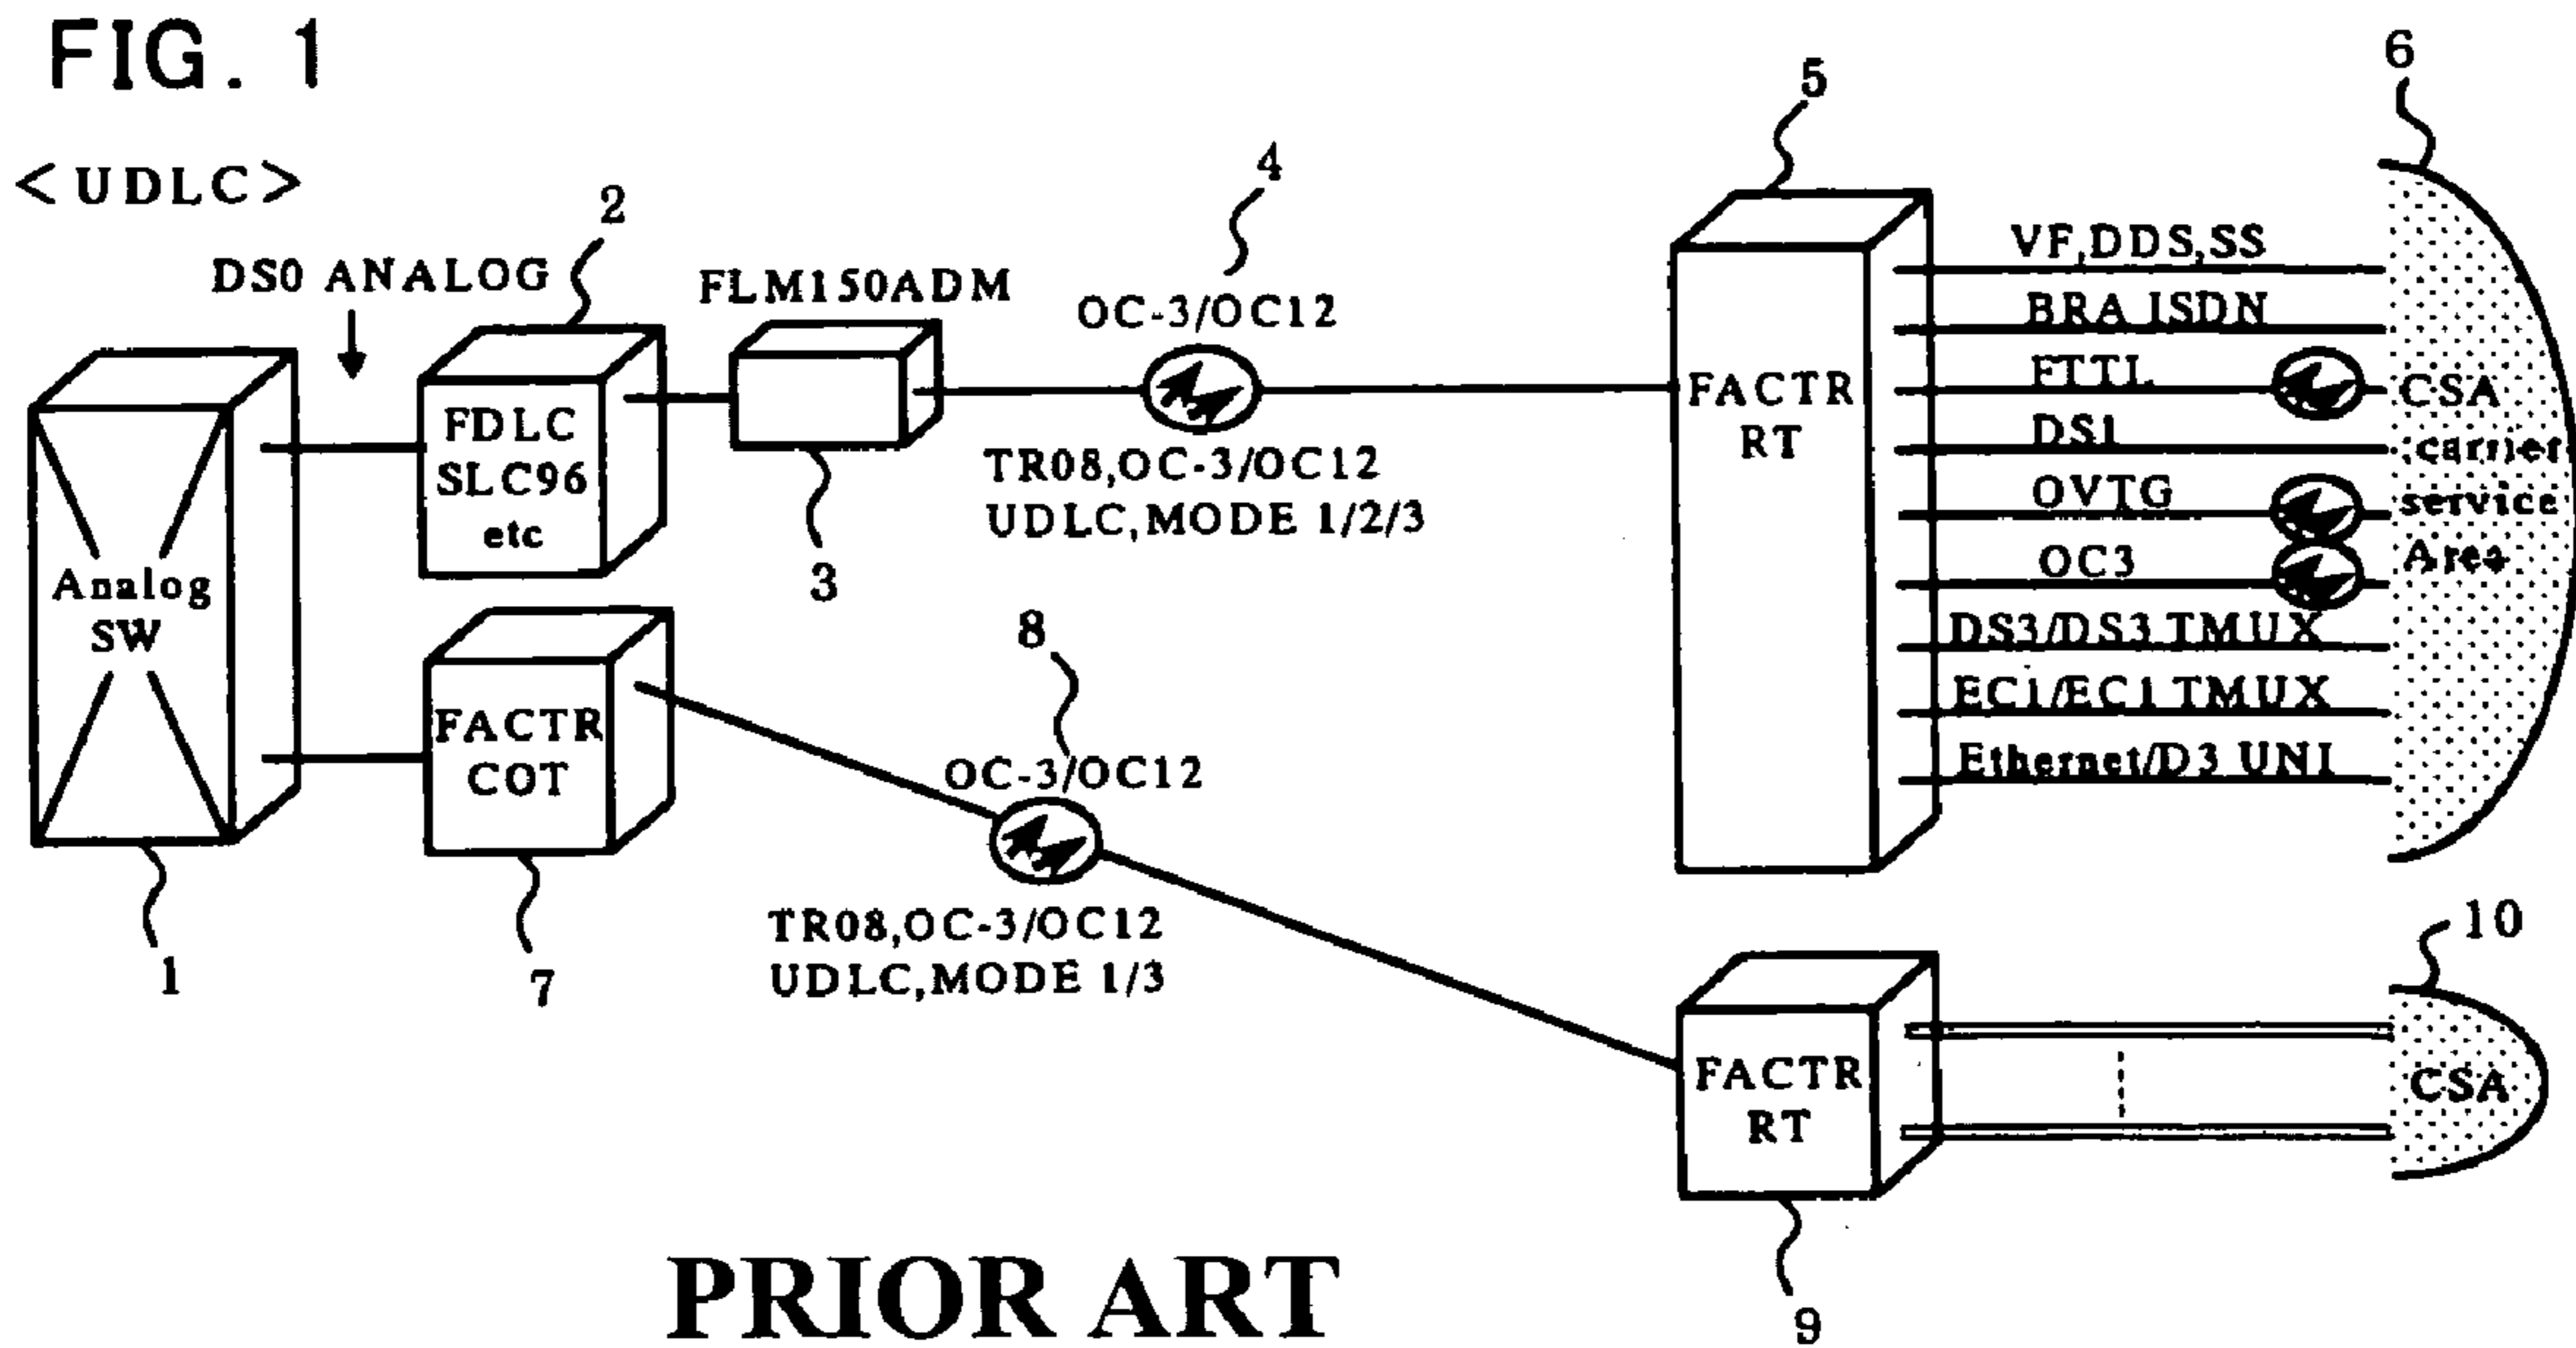 FIG. 1
<UDLC>
DS0 ANALOG
2
FLM150ADM
4
OC-3/OC12
5
6
FDLC
SLC96
etc
3
TR08,OC-3/OC12
UDLC,MODE 1/2/3
FACTR
RT
VF,DDS,SS
BRA ISDN
FTTL
DS1
OVTG
OC3
DS3/DS3 TMUX
EC1/EC1 TMUX
Ethernet/D3 UNI
CSA
carrier
service
Area
Analog
SW
1
FACTR
COT
7
8
OC-3/OC12
TR08,OC-3/OC12
UDLC,MODE 1/3
10
FACTR
RT
CSA
9
PRIOR ART